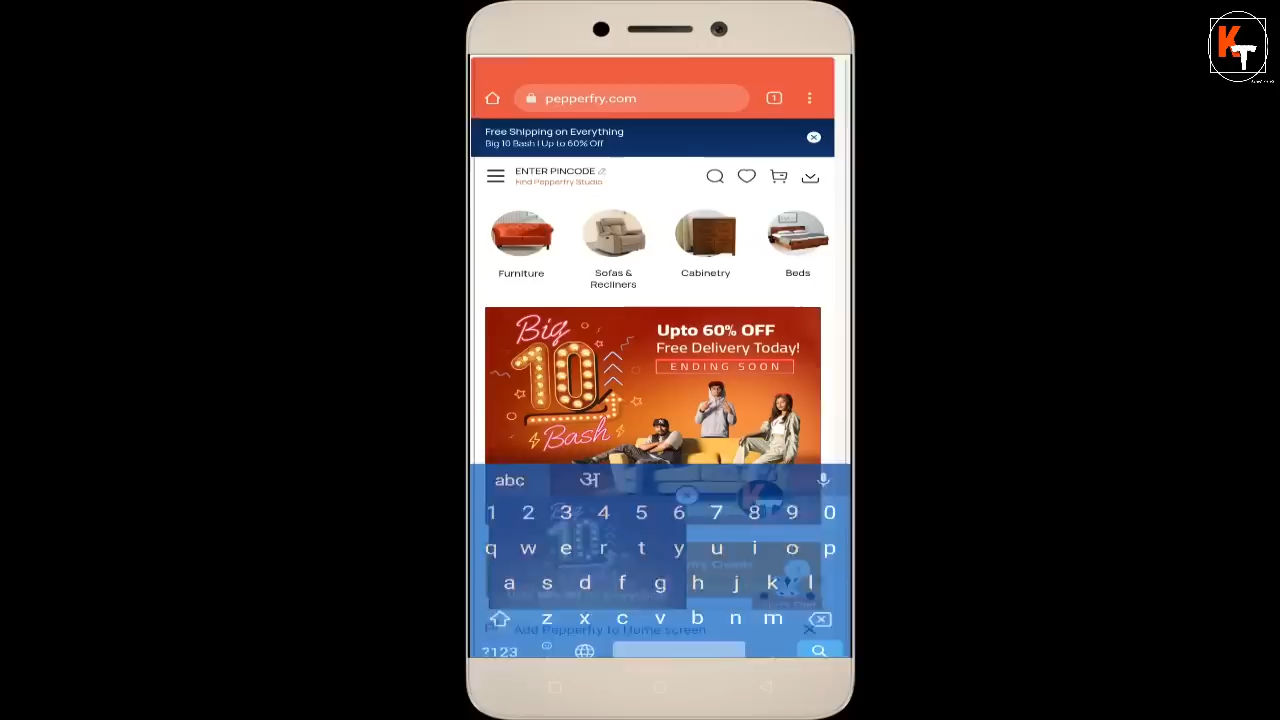 KT
pepperfry.com
1
Free Shipping on Everything
Big 10 Bash | Up to 60% Off
ENTER PINCODE
Find Pepperfry Studio
Furniture
Sofas &
Recliners
Cabinetry
Beds
Big
10
Bash
Upto 60% OFF
Free Delivery Today!
ENDING SOON
abc
अ
1 2 3 4 5 6 7 8 9 0
q w e r t y u i o p
a s d f g h j k l
z x c v b n m
Add Pepperfry to Home screen
?123